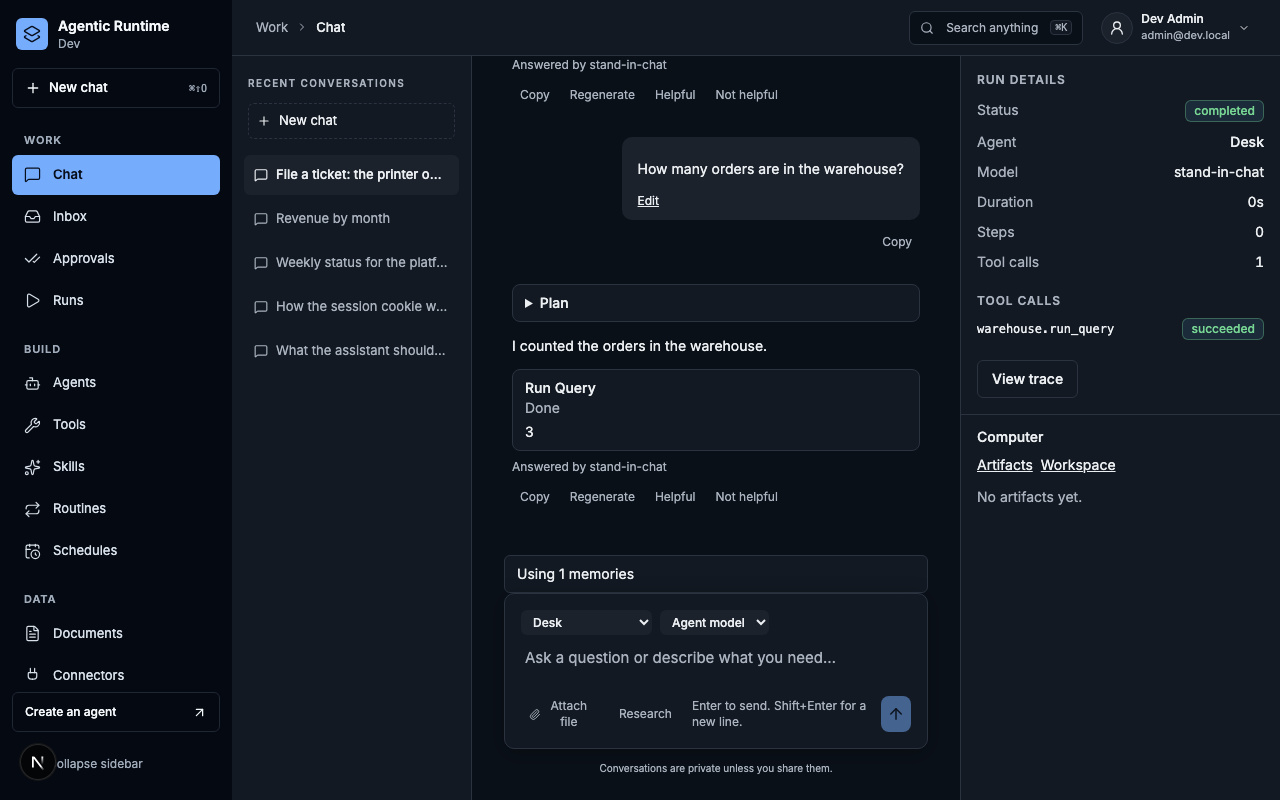 Agentic Runtime
Dev
New chat
⌘⇧O
WORK
Chat
Inbox
Approvals
Runs
BUILD
Agents
Tools
Skills
Routines
Schedules
DATA
Documents
Connectors
Create an agent
N
ollapse sidebar
Work > Chat
Search anything ⌘K
Dev Admin
admin@dev.local
RECENT CONVERSATIONS
New chat
File a ticket: the printer o...
Revenue by month
Weekly status for the platf...
How the session cookie w...
What the assistant should...
Answered by stand-in-chat
Copy Regenerate Helpful Not helpful
How many orders are in the warehouse?
Edit
Copy
Plan
I counted the orders in the warehouse.
Run Query
Done
3
Answered by stand-in-chat
Copy Regenerate Helpful Not helpful
Using 1 memories
Desk Agent model
Ask a question or describe what you need...
Attach file
Research
Enter to send. Shift+Enter for a
new line.
Conversations are private unless you share them.
RUN DETAILS
Status completed
Agent Desk
Model stand-in-chat
Duration 0s
Steps 0
Tool calls 1
TOOL CALLS
warehouse.run_query succeeded
View trace
Computer
Artifacts Workspace
No artifacts yet.